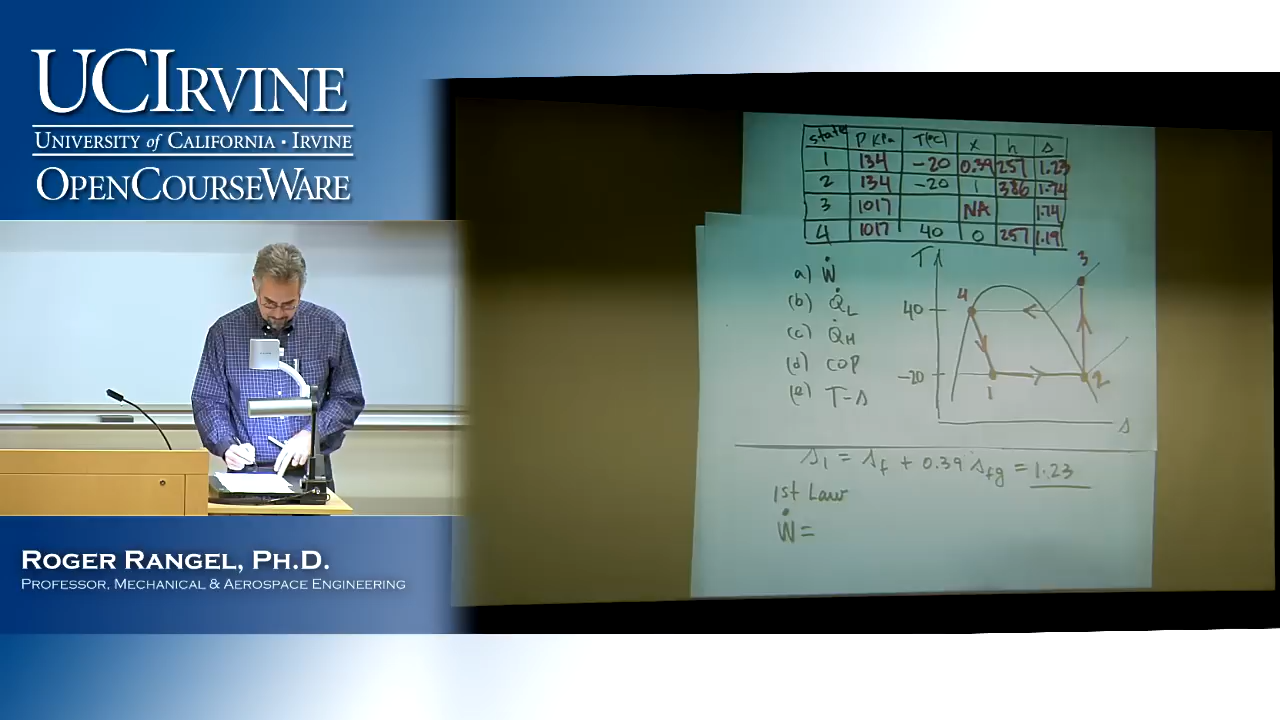 UCIRVINE
UNIVERSITY of CALIFORNIA · IRVINE
OPENCOURSEWARE
ROGER RANGEL, PH.D.
PROFESSOR, MECHANICAL & AEROSPACE ENGINEERING
state P kPa T(°C) x h s
1 134 -20 0.39 257 1.23
2 134 -20 1 386 1.74
3 1017 NA 1.74
4 1017 40 0 257 1.19
a) Ẇ
(b) Q̇L
(c) Q̇H
(d) COP
(e) T-s
T
3
4
40
-20
1
2
s
s1 = sf + 0.39 sfg = 1.23
1st Law
Ẇ =